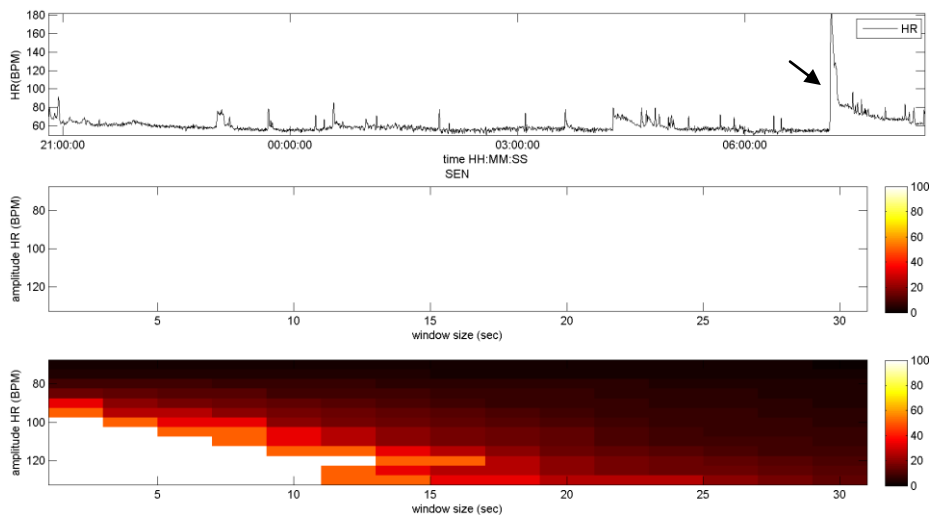 180
160
140
120
100
80
60
HR(BPM)
HR
21:00:00 00:00:00 03:00:00 06:00:00
time HH:MM:SS
SEN
80
100
120
amplitude HR (BPM)
5 10 15 20 25 30
window size (sec)
100
80
60
40
20
0
80
100
120
amplitude HR (BPM)
5 10 15 20 25 30
window size (sec)
100
80
60
40
20
0